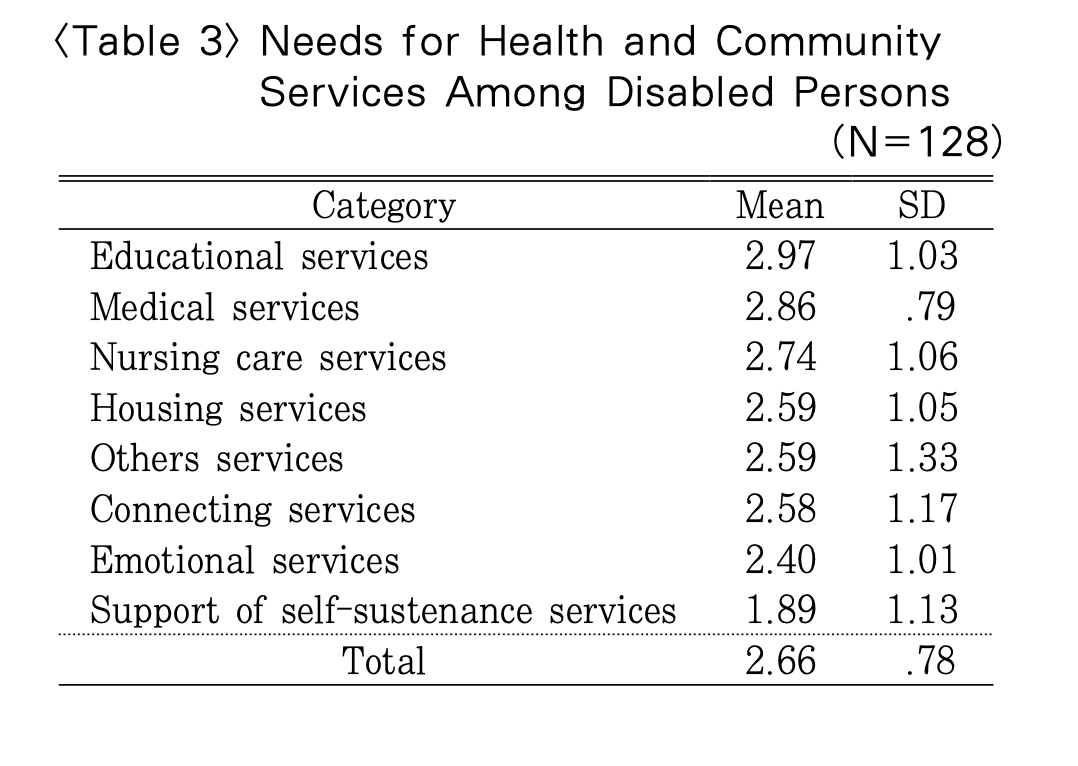 〈Table 3〉 Needs for Health and Community
Services Among Disabled Persons
(N=128)
Category Mean SD
Educational services 2.97 1.03
Medical services 2.86 .79
Nursing care services 2.74 1.06
Housing services 2.59 1.05
Others services 2.59 1.33
Connecting services 2.58 1.17
Emotional services 2.40 1.01
Support of self-sustenance services 1.89 1.13
Total 2.66 .78